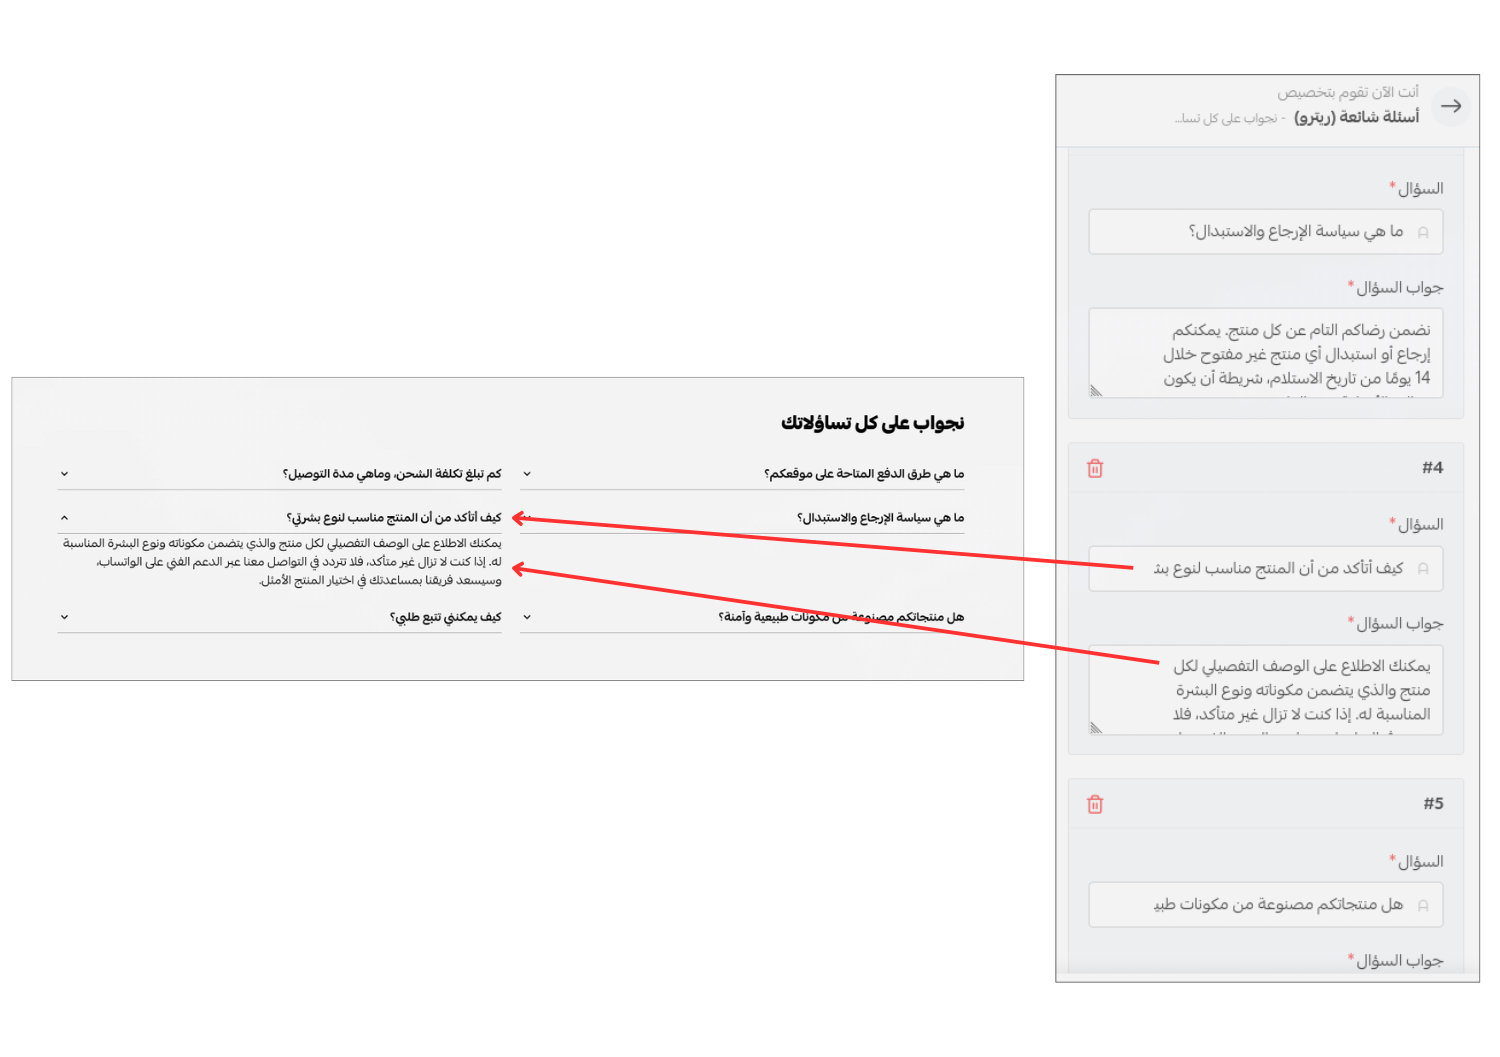 أنت الآن تقوم بتخصيص
أسئلة شائعة (ريترو) - نجواب على كل تسا...
السؤال *
ما هي سياسة الإرجاع والاستبدال؟
جواب السؤال *
نضمن رضاكم التام عن كل منتج. يمكنكم
إرجاع أو استبدال أي منتج غير مفتوح خلال
14 يومًا من تاريخ الاستلام، شريطة أن يكون
#4
السؤال *
كيف أتأكد من أن المنتج مناسب لنوع بش
جواب السؤال *
يمكنك الاطلاع على الوصف التفصيلي لكل
منتج والذي يتضمن مكوناته ونوع البشرة
المناسبة له. إذا كنت لا تزال غير متأكد، فلا
#5
السؤال *
هل منتجاتكم مصنوعة من مكونات طبي
جواب السؤال *
نجواب على كل تساؤلاتك
ما هي طرق الدفع المتاحة على موقعكم؟
كم تبلغ تكلفة الشحن، وماهي مدة التوصيل؟
ما هي سياسة الإرجاع والاستبدال؟
كيف أتأكد من أن المنتج مناسب لنوع بشرتي؟
يمكنك الاطلاع على الوصف التفصيلي لكل منتج والذي يتضمن مكوناته ونوع البشرة المناسبة
له. إذا كنت لا تزال غير متأكد، فلا تتردد في التواصل معنا عبر الدعم الفني على الواتساب،
وسيسعد فريقنا بمساعدتك في اختيار المنتج الأمثل.
هل منتجاتكم مصنوعة من مكونات طبيعية وآمنة؟
كيف يمكنني تتبع طلبي؟